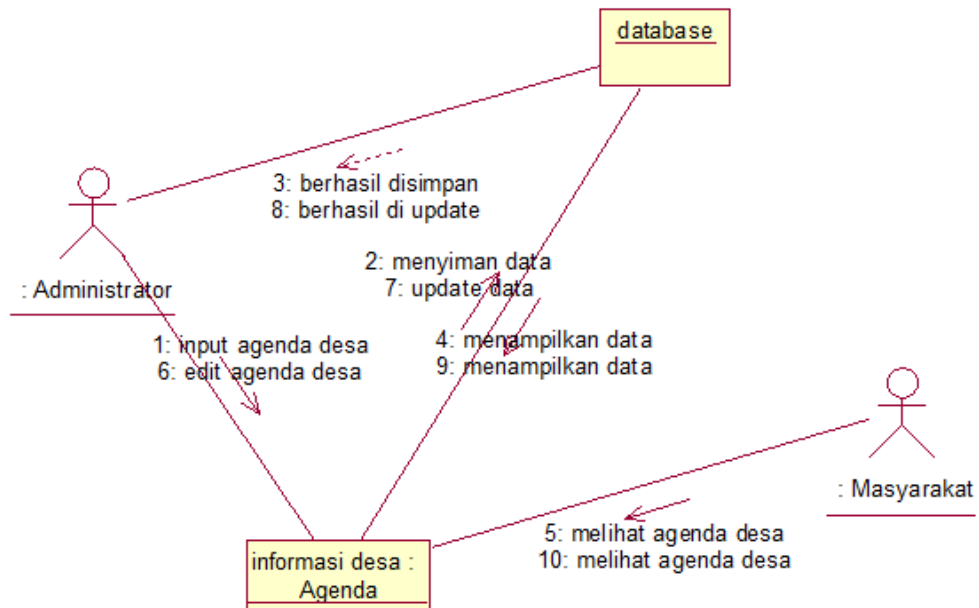 database
3: berhasil disimpan
8: berhasil di update
: Administrator
2: menyiman data
7: update data
1: input agenda desa
6: edit agenda desa
4: menampilkan data
9: menampilkan data
: Masyarakat
5: melihat agenda desa
10: melihat agenda desa
informasi desa :
Agenda